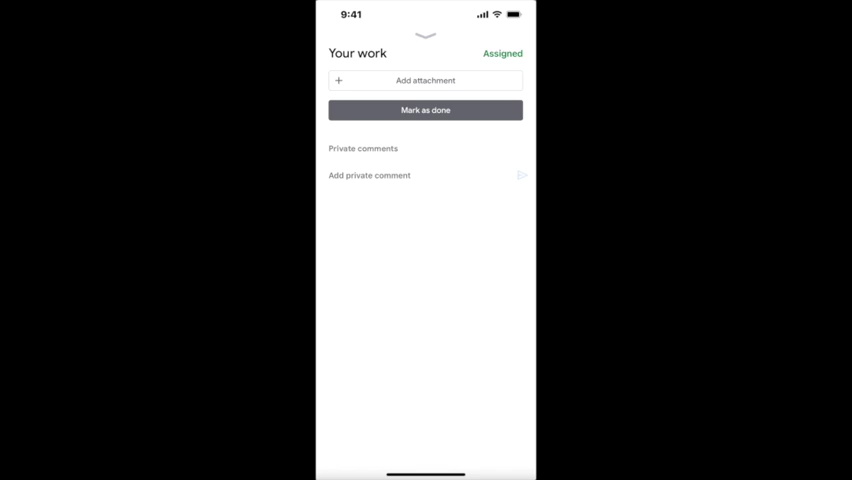 9:41
Your work
Assigned
+ Add attachment
Mark as done
Private comments
Add private comment